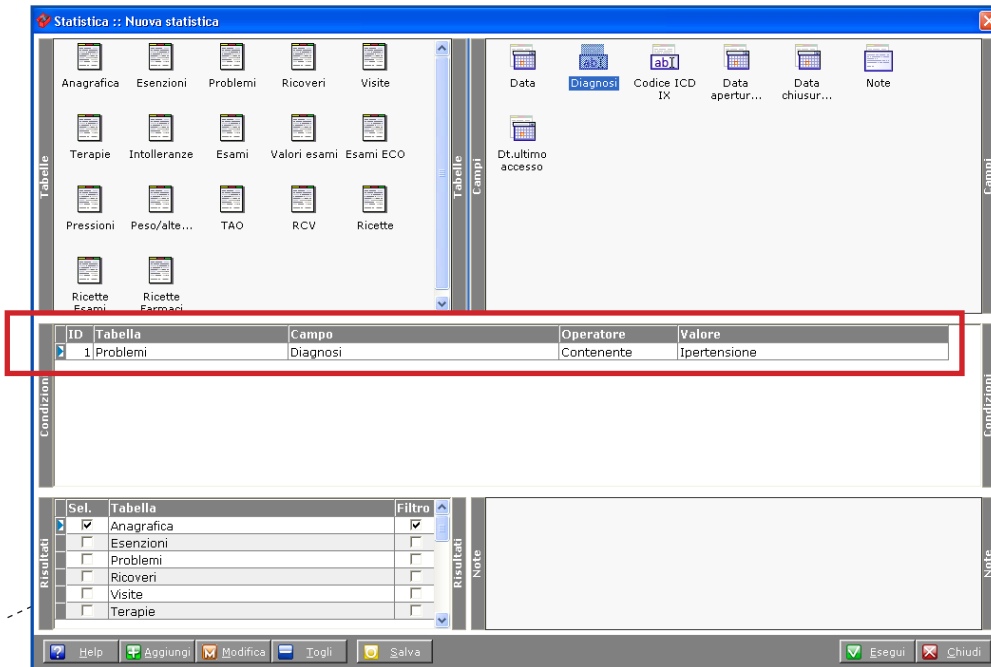 Statistica :: Nuova statistica
Tabelle
Anagrafica Esenzioni Problemi Ricoveri Visite
Terapie Intolleranze Esami Valori esami Esami ECO
Pressioni Peso/alte... TAO RCV Ricette
Ricette Esami Ricette Farmaci
Tabelle
Campi
Data Diagnosi Codice ICD IX Data apertur... Data chiusur... Note
Dt.ultimo accesso
Campi
Condizioni
ID Tabella Campo Operatore Valore
1 Problemi Diagnosi Contenente Ipertensione
Condizioni
Risultati
Sel. Tabella Filtro
Anagrafica
Esenzioni
Problemi
Ricoveri
Visite
Terapie
Risultati
Note
Note
Help Aggiungi Modifica Togli Salva Esegui Chiudi